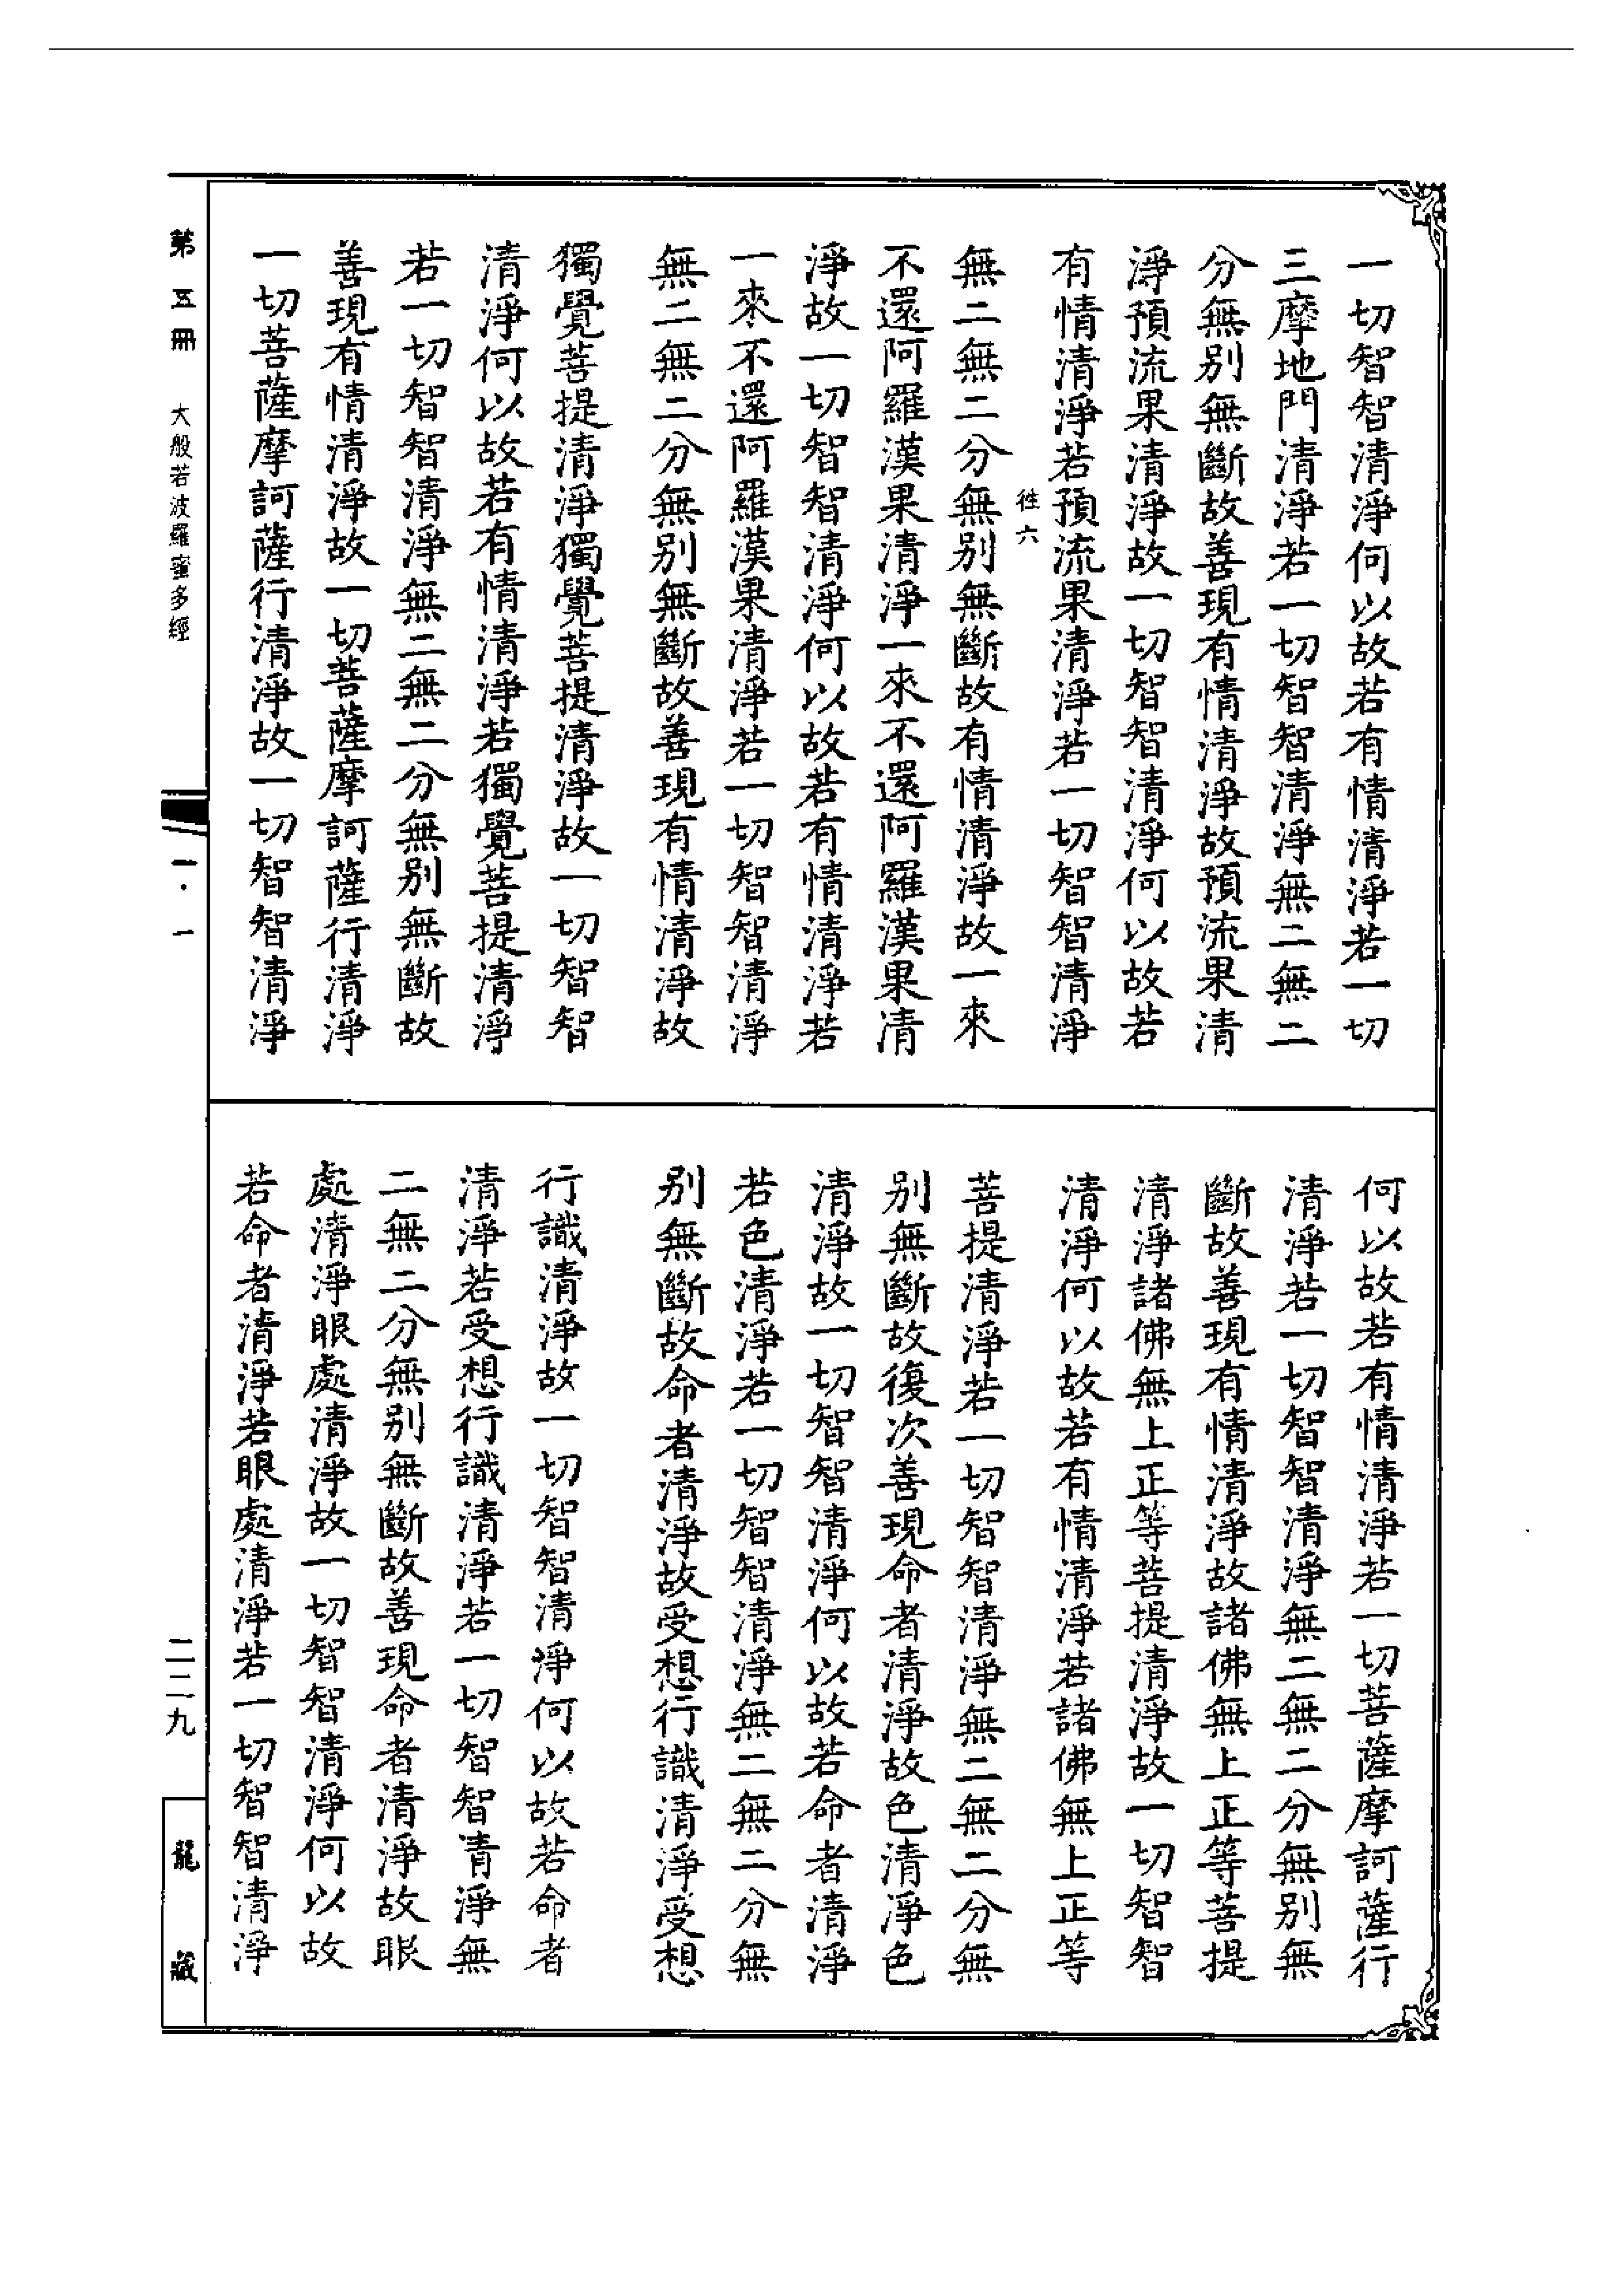 一切智智清淨何以故若有情清淨若一切
三摩地門清淨若一切智智清淨無二無二
分無別無斷故善現有情清淨故預流果清
淨預流果清淨故一切智智清淨何以故若
有情清淨若預流果清淨若一切智智清淨
徃六
無二無二分無別無斷故有情清淨故一來
不還阿羅漢果清淨一來不還阿羅漢果清
淨故一切智智清淨何以故若有情清淨若
一來不還阿羅漢果清淨若一切智智清淨
無二無二分無別無斷故善現有情清淨故
獨覺菩提清淨獨覺菩提清淨故一切智智
清淨何以故若有情清淨若獨覺菩提清淨
若一切智智清淨無二無二分無別無斷故
善現有情清淨故一切菩薩摩訶薩行清淨
一切菩薩摩訶薩行清淨故一切智智清淨
何以故若有情清淨若一切菩薩摩訶薩行
清淨若一切智智清淨無二無二分無別無
斷故善現有情清淨故諸佛無上正等菩提
清淨諸佛無上正等菩提清淨故一切智智
清淨何以故若有情清淨若諸佛無上正等
菩提清淨若一切智智清淨無二無二分無
別無斷故復次善現命者清淨故色清淨色
清淨故一切智智清淨何以故若命者清淨
若色清淨若一切智智清淨無二無二分無
別無斷故命者清淨故受想行識清淨受想
行識清淨故一切智智清淨何以故若命者
清淨若受想行識清淨若一切智智青淨無
二無二分無別無斷故善現命者清淨故眼
處清淨眼處清淨故一切智智清淨何以故
若命者清淨若眼處清淨若一切智智清淨
第五冊 大般若波羅蜜多經
一·一
二二九
龍藏